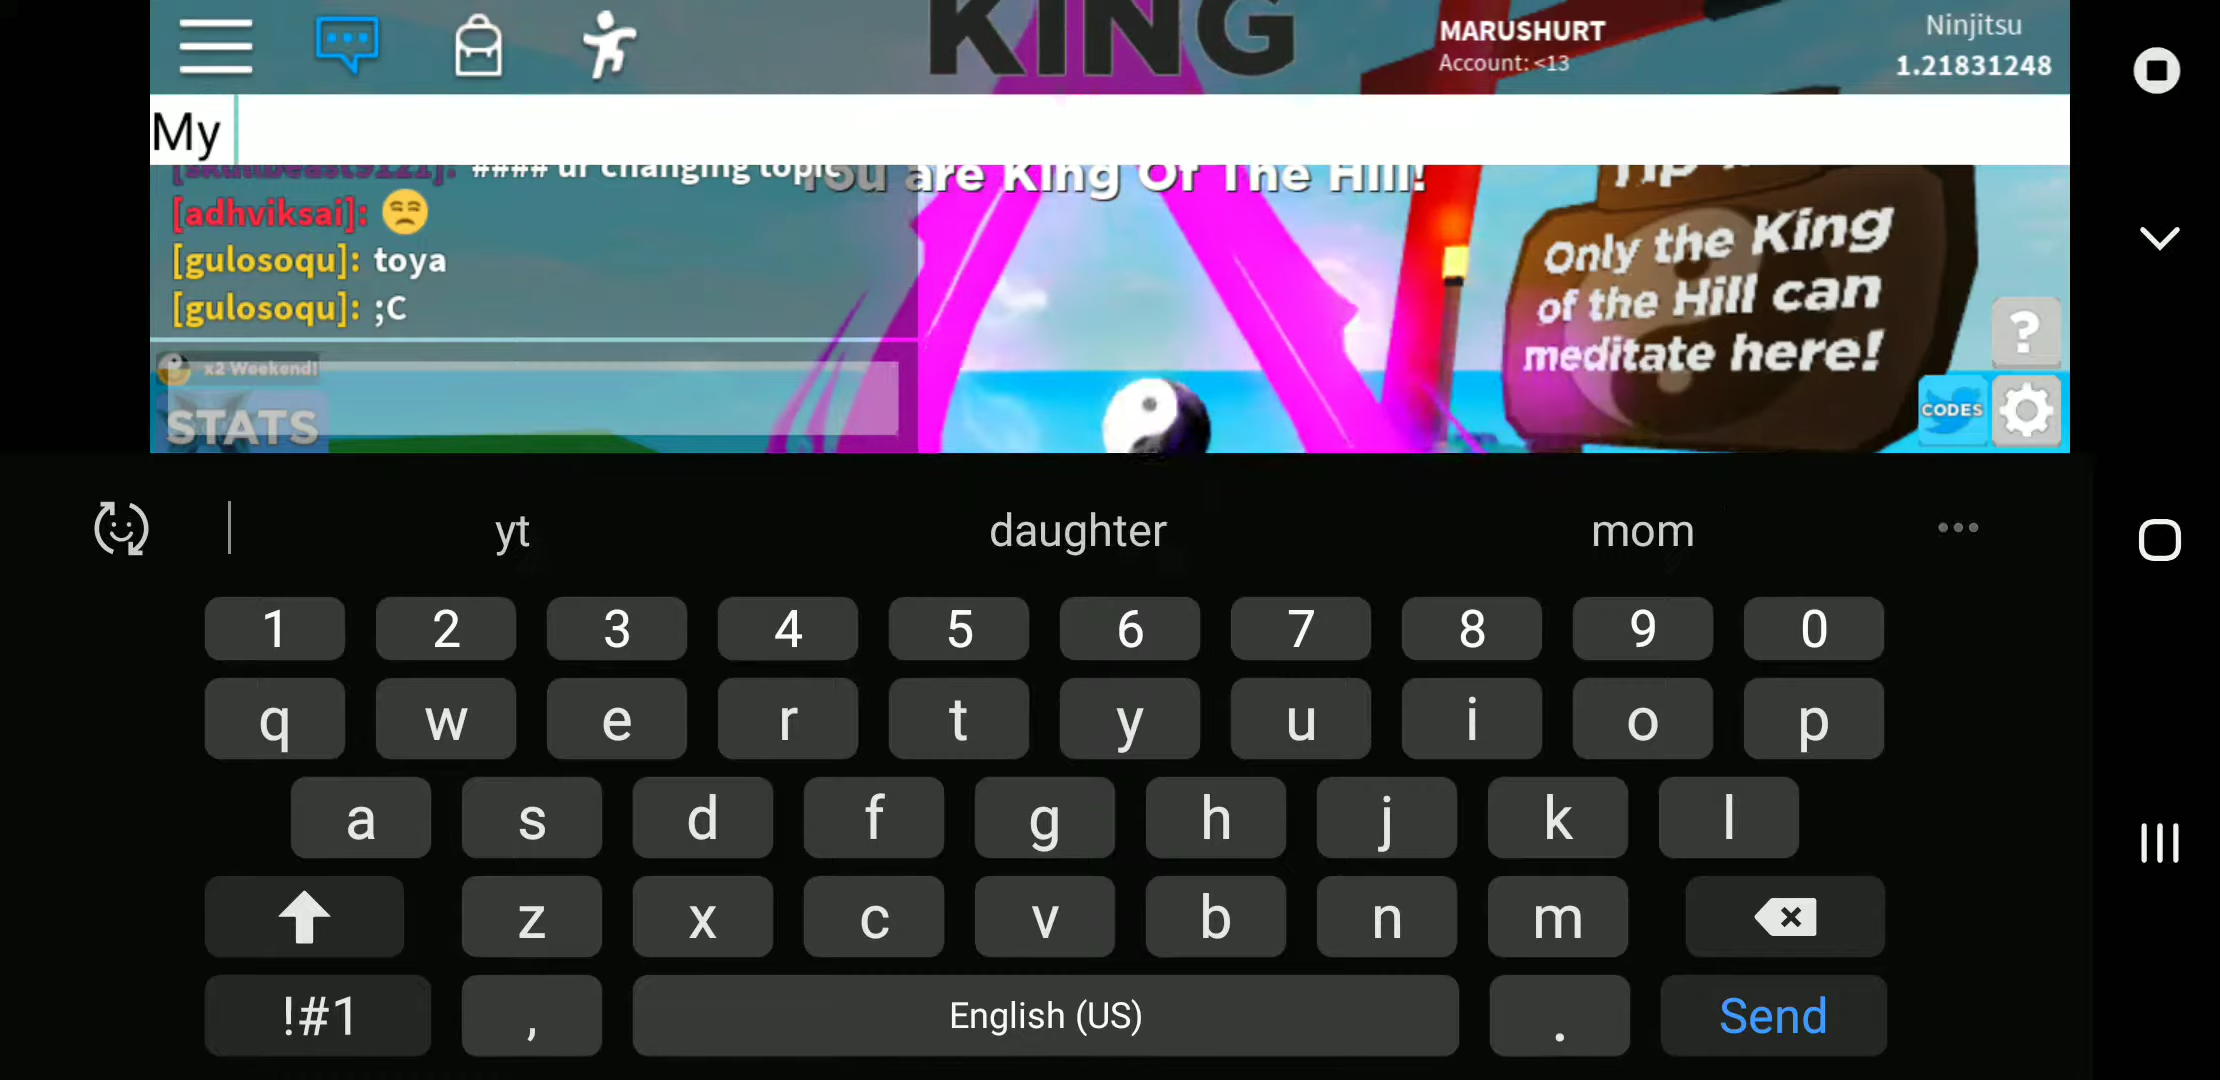 KING
MARUSHURT
Account: <13
Ninjitsu
1.21831248
My
#### ur changing topic
You are King Of The Hill!
[adhviksai]: 😒
[gulosoqu]: toya
[gulosoqu]: ;C
Only the King
of the Hill can
meditate here!
?
x2 Weekend!
STATS
CODES
yt daughter mom
1 2 3 4 5 6 7 8 9 0
q w e r t y u i o p
a s d f g h j k l
z x c v b n m
!#1 , English (US) . Send